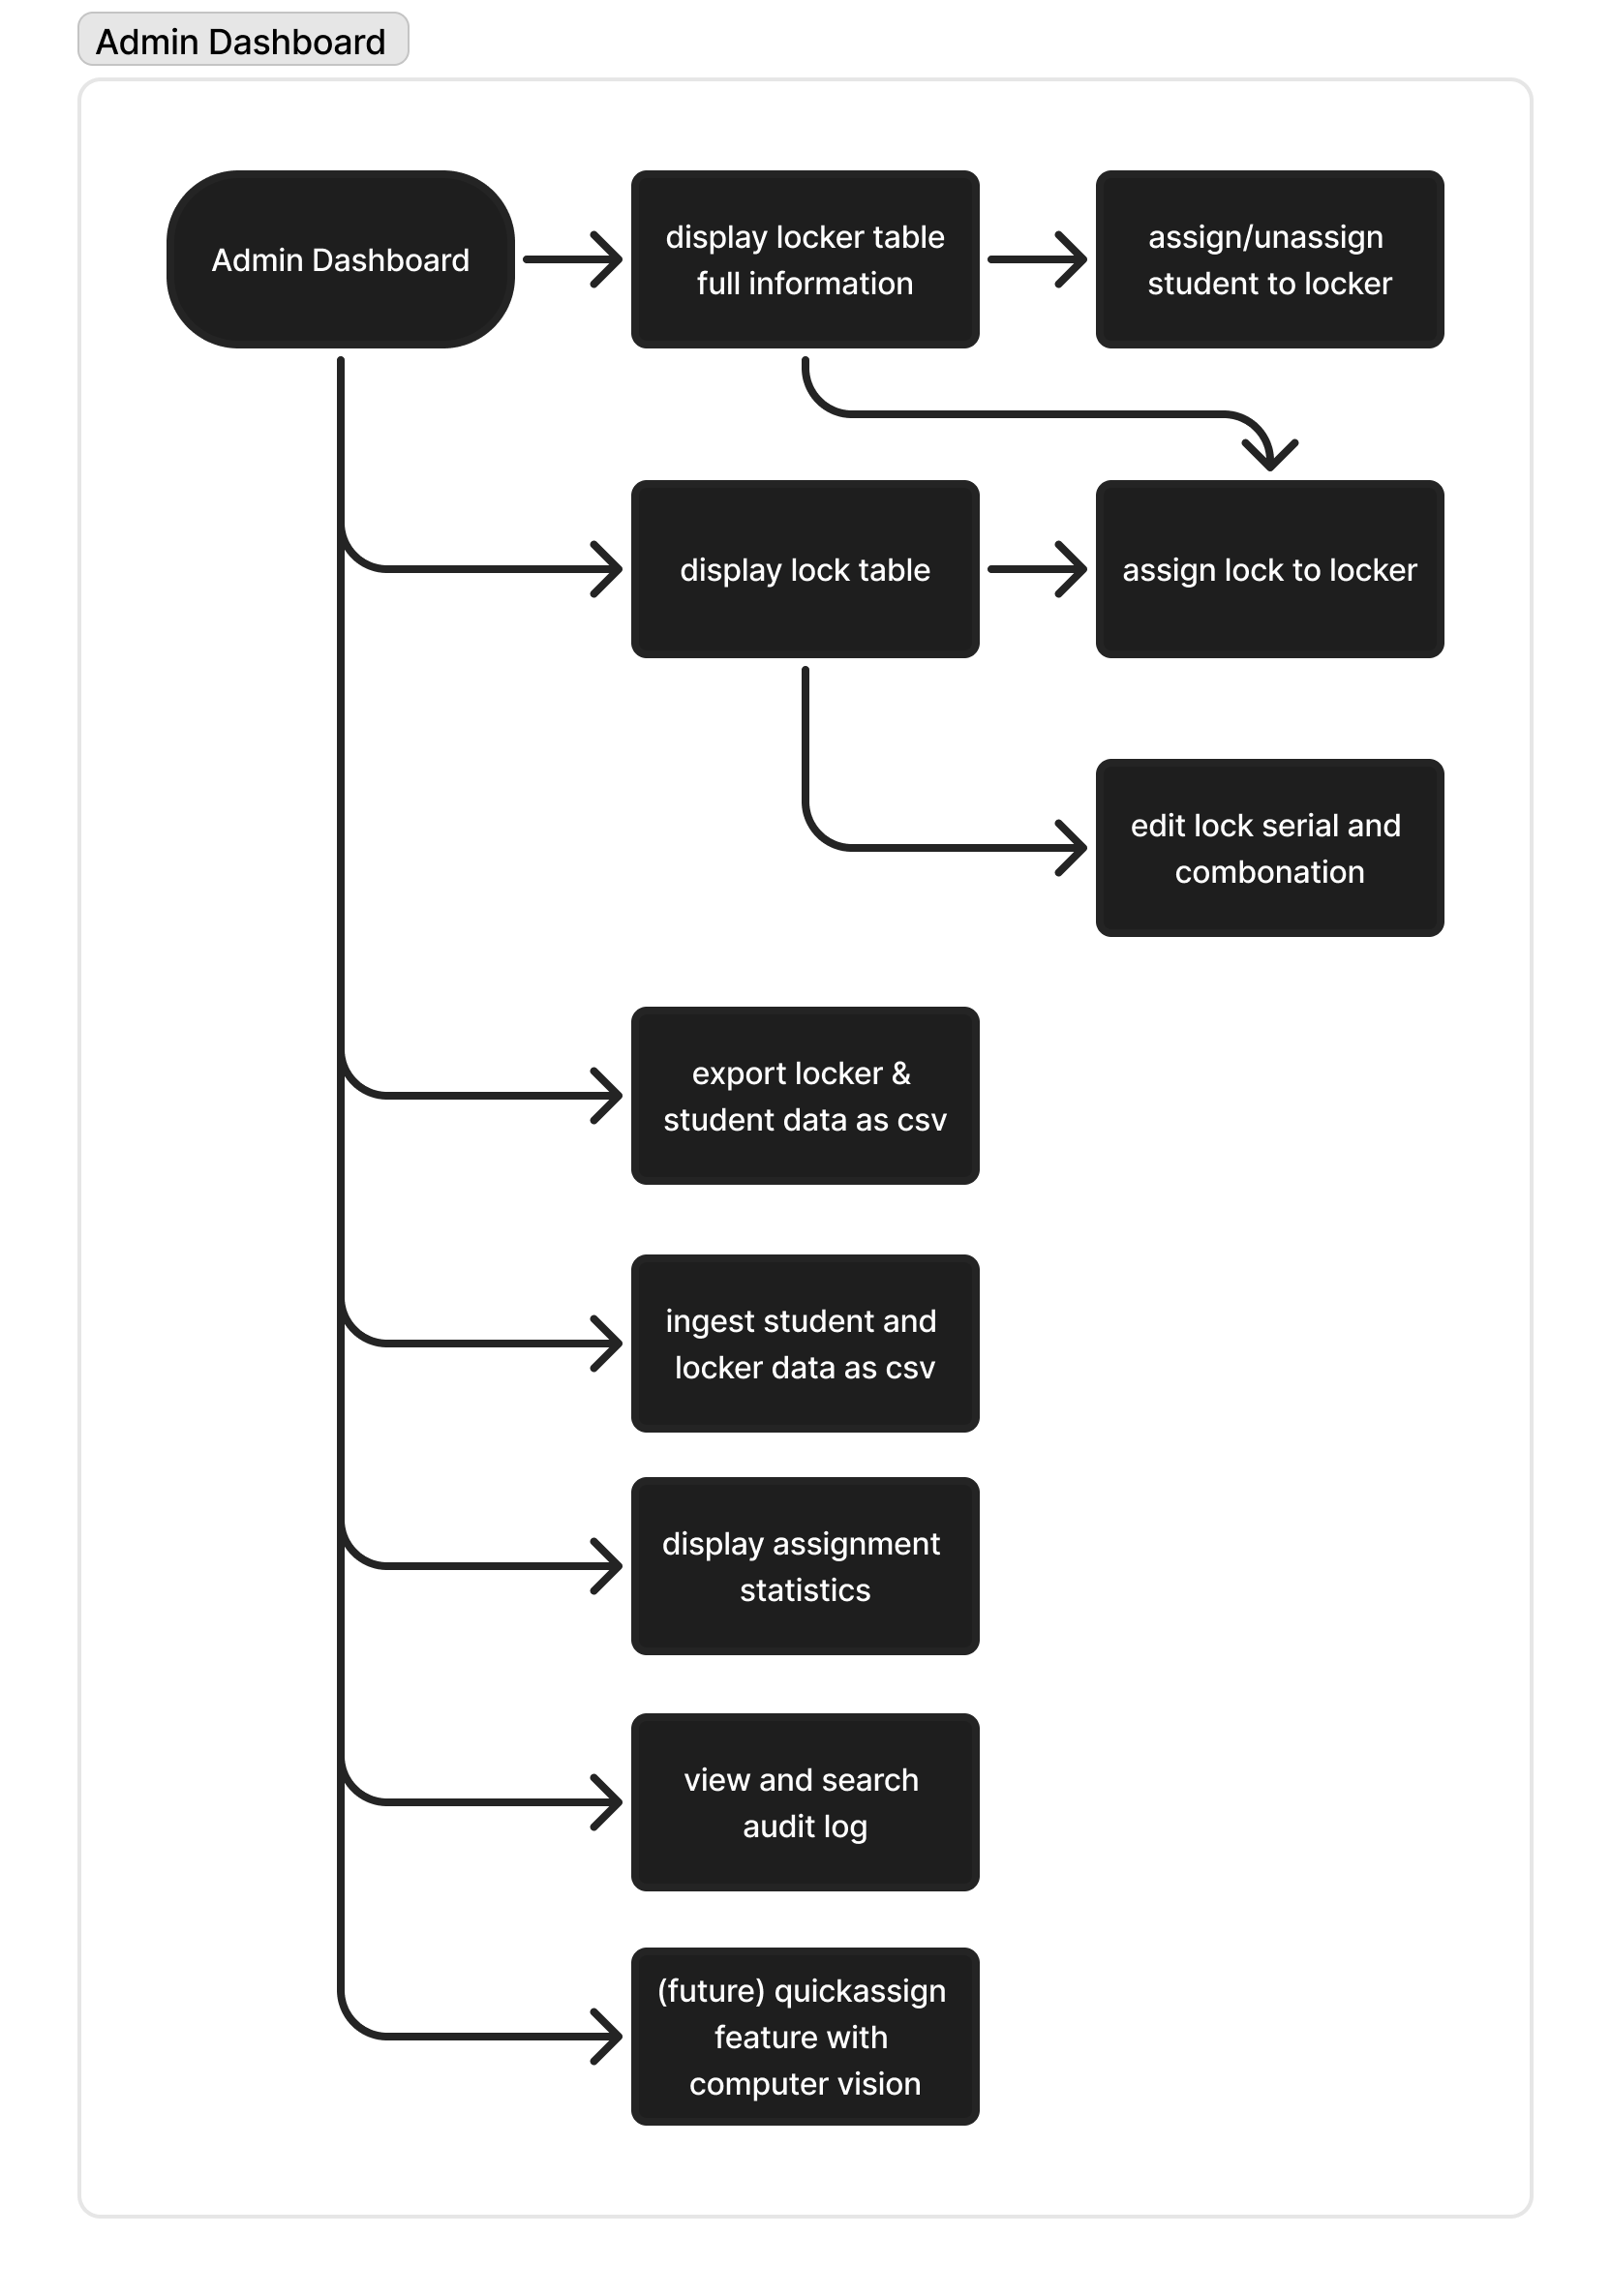 Admin Dashboard
Admin Dashboard
display locker table
full information
assign/unassign
student to locker
display lock table
assign lock to locker
edit lock serial and
combonation
export locker &
student data as csv
ingest student and
locker data as csv
display assignment
statistics
view and search
audit log
(future) quickassign
feature with
computer vision